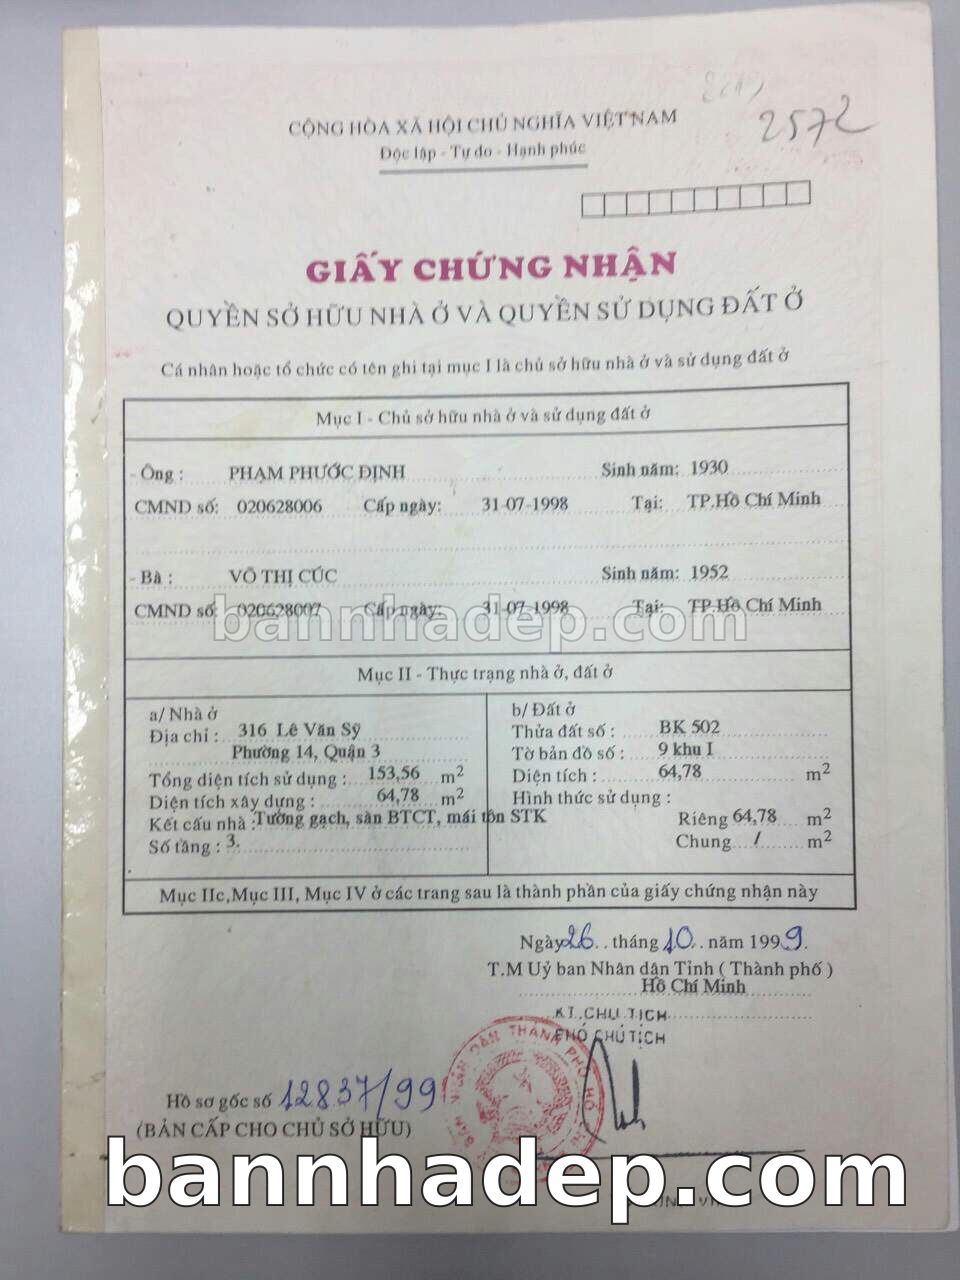 2572
CỘNG HÒA XÃ HỘI CHỦ NGHĨA VIỆT NAM
Độc lập - Tự do - Hạnh phúc
GIẤY CHỨNG NHẬN
QUYỀN SỞ HỮU NHÀ Ở VÀ QUYỀN SỬ DỤNG ĐẤT Ở
Cá nhân hoặc tổ chức có tên ghi tại mục I là chủ sở hữu nhà ở và sử dụng đất ở
Mục I - Chủ sở hữu nhà ở và sử dụng đất ở
- Ông : PHẠM PHƯỚC ĐỊNH Sinh năm: 1930
CMND số: 020628006 Cấp ngày: 31-07-1998 Tại: TP.Hồ Chí Minh
- Bà : VÕ THỊ CÚC Sinh năm: 1952
CMND số: 020628007 Cấp ngày: 31-07-1998 Tại: TP.Hồ Chí Minh
bannhadep.com
Mục II - Thực trạng nhà ở, đất ở
a/ Nhà ở
Địa chỉ : 316 Lê Văn Sỹ
Phường 14, Quận 3
Tổng diện tích sử dụng : 153,56 m2
Diện tích xây dựng : 64,78 m2
Kết cấu nhà : Tường gạch, sàn BTCT, mái tôn STK
Số tầng : 3.
b/ Đất ở
Thửa đất số : BK 502
Tờ bản đồ số : 9 khu I
Diện tích : 64,78 m2
Hình thức sử dụng :
Riêng 64,78 m2
Chung / m2
Mục IIc,Mục III, Mục IV ở các trang sau là thành phần của giấy chứng nhận này
Ngày 26 tháng 10 năm 1999.
T.M Uỷ ban Nhân dân Tỉnh ( Thành phố )
Hồ Chí Minh
KT.CHỦ TỊCH
PHÓ CHỦ TỊCH
Hồ sơ gốc số 12837/99
(BẢN CẤP CHO CHỦ SỞ HỮU)
bannhadep.com